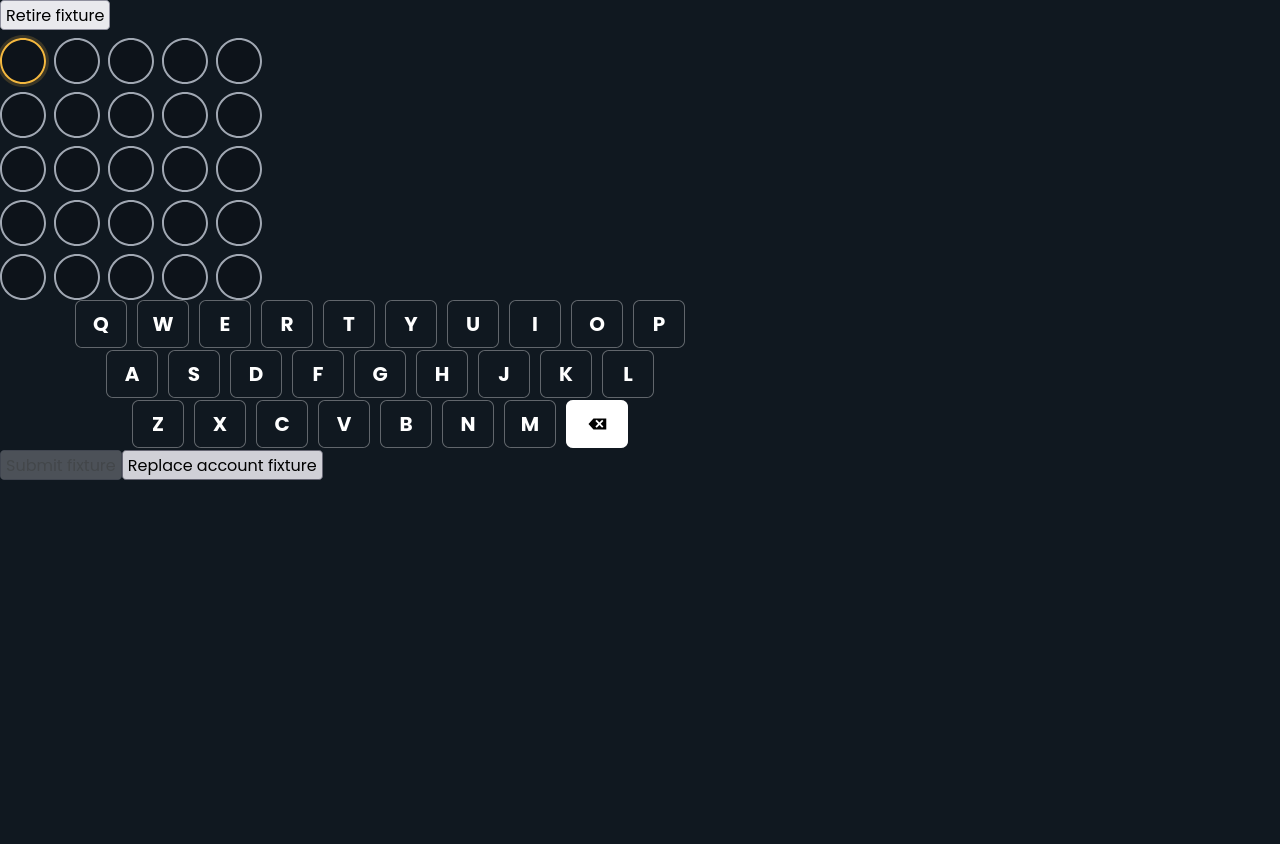 Retire fixture
Q W E R T Y U I O P
A S D F G H J K L
Z X C V B N M
Submit fixture Replace account fixture